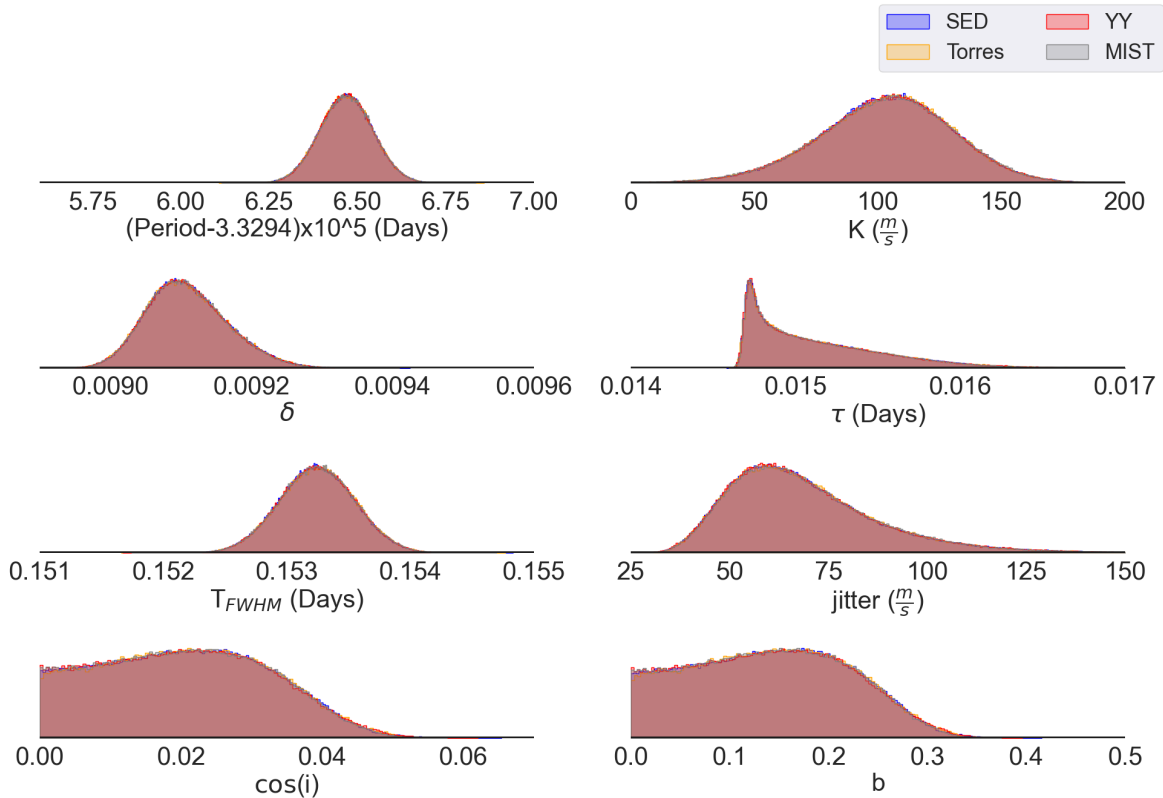 SED YY
Torres MIST
5.75 6.00 6.25 6.50 6.75 7.00
(Period-3.3294)x10^5 (Days)
0 50 100 150 200
K (m/s)
0.0090 0.0092 0.0094 0.0096
δ
0.014 0.015 0.016 0.017
τ (Days)
0.151 0.152 0.153 0.154 0.155
T_FWHM (Days)
25 50 75 100 125 150
jitter (m/s)
0.00 0.02 0.04 0.06
cos(i)
0.0 0.1 0.2 0.3 0.4 0.5
b